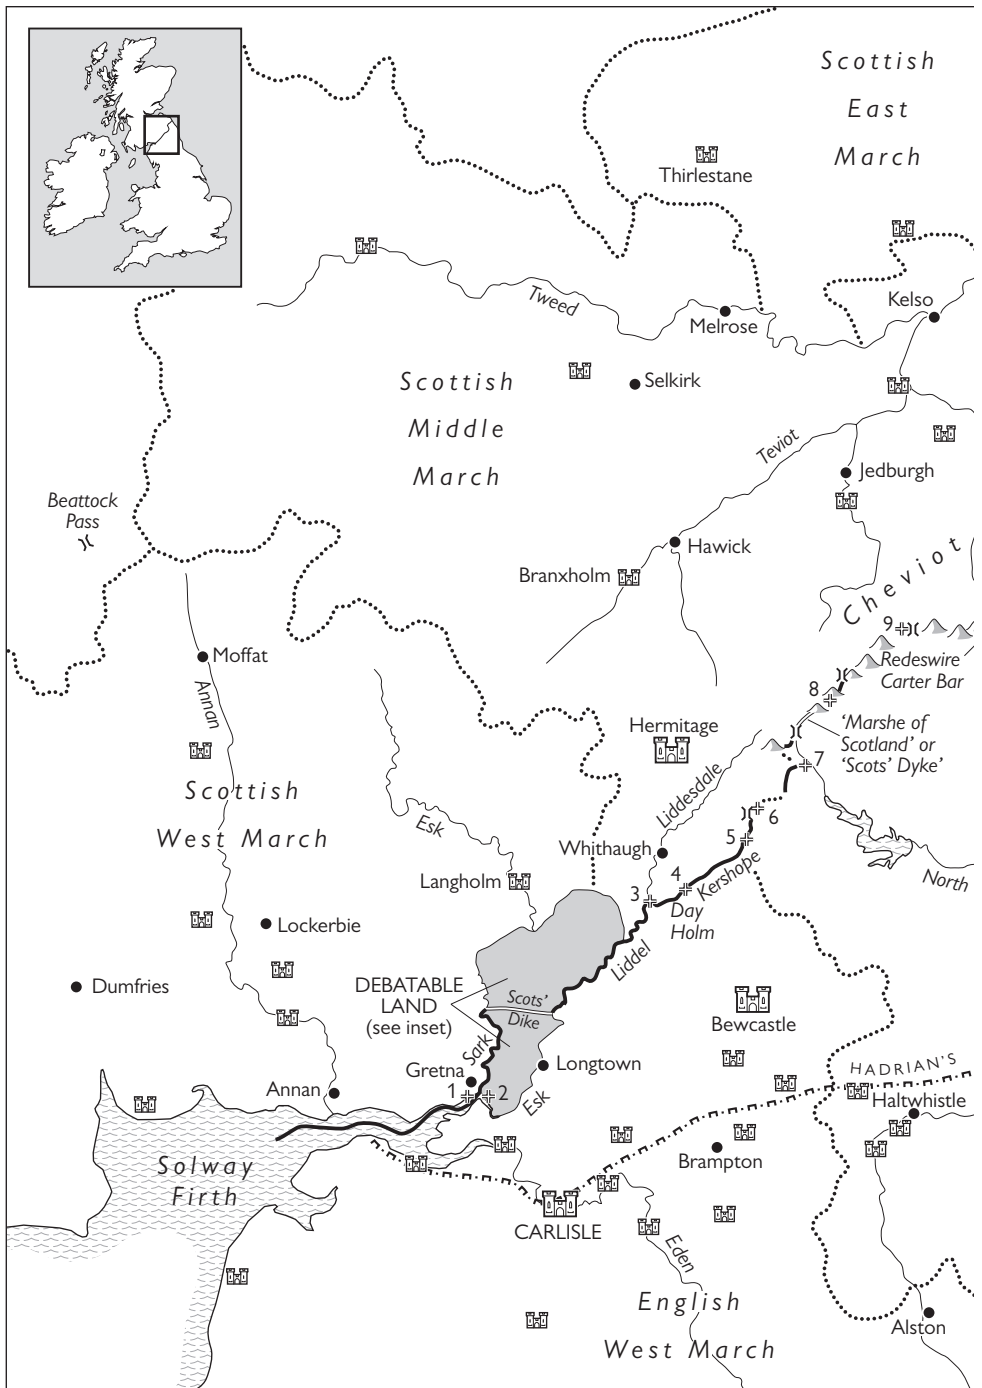 Scottish
East
March
Thirlestane
Tweed
Melrose
Kelso
Scottish
Middle
March
Selkirk
Teviot
Jedburgh
Beattock
Pass
Hawick
Branxholm
Cheviot
9
Moffat
Annan
Redeswire
Carter Bar
8
Hermitage
'Marshe of
Scotland' or
'Scots' Dyke'
7
Scottish
West March
Liddesdale
6
Esk
5
Whithaugh
Kershope
4
Langholm
North
3
Day
Holm
Lockerbie
Liddel
Dumfries
DEBATABLE
LAND
(see inset)
Scots'
Dike
Bewcastle
Sark
Longtown
Gretna
HADRIAN'S
Annan
1
2
Esk
Haltwhistle
Solway
Firth
Brampton
CARLISLE
Eden
English
West March
Alston